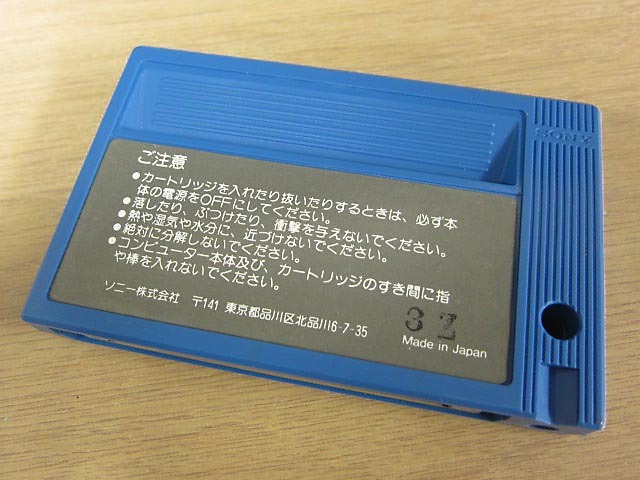 SONY
ご注意
●カートリッジを入れたり抜いたりするときは、必ず本
体の電源をOFFにしてください。
●落したり、ぶつけたり、衝撃を与えないでください。
●熱や湿気や水分に、近づけないでください。
●絶対に分解しないでください。
●コンピューター本体及び、カートリッジのすき間に指
や棒を入れないでください。
ソニー株式会社 〒141 東京都品川区北品川6-7-35
3Z
Made in Japan